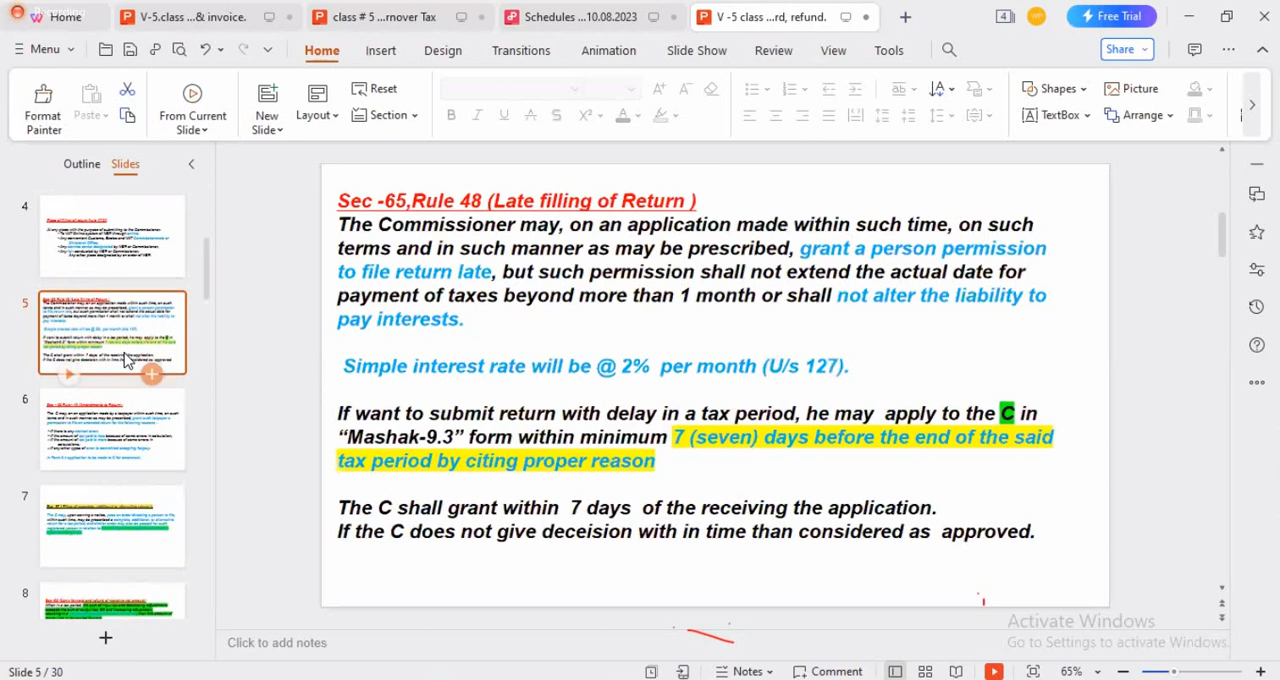 Recording
Home
V-5.class ...& invoice.
class # 5 ...rnover Tax
Schedules ...10.08.2023
V -5 class ...rd, refund.
4
Free Trial
Menu
Home
Insert
Design
Transitions
Animation
Slide Show
Review
View
Tools
Share
Format Painter
Paste
From Current Slide
New Slide
Layout
Reset
Section
Shapes
Picture
TextBox
Arrange
Outline
Slides
4
5
6
7
8
Sec -65,Rule 48 (Late filling of Return )
The Commissioner may, on an application made within such time, on such
terms and in such manner as may be prescribed, grant a person permission
to file return late, but such permission shall not extend the actual date for
payment of taxes beyond more than 1 month or shall not alter the liability to
pay interests.
Simple interest rate will be @ 2% per month (U/s 127).
If want to submit return with delay in a tax period, he may apply to the C in
“Mashak-9.3” form within minimum 7 (seven) days before the end of the said
tax period by citing proper reason
The C shall grant within 7 days of the receiving the application.
If the C does not give deceision with in time than considered as approved.
Activate Windows
Go to Settings to activate Windows.
Click to add notes
Slide 5 / 30
Notes
Comment
65%